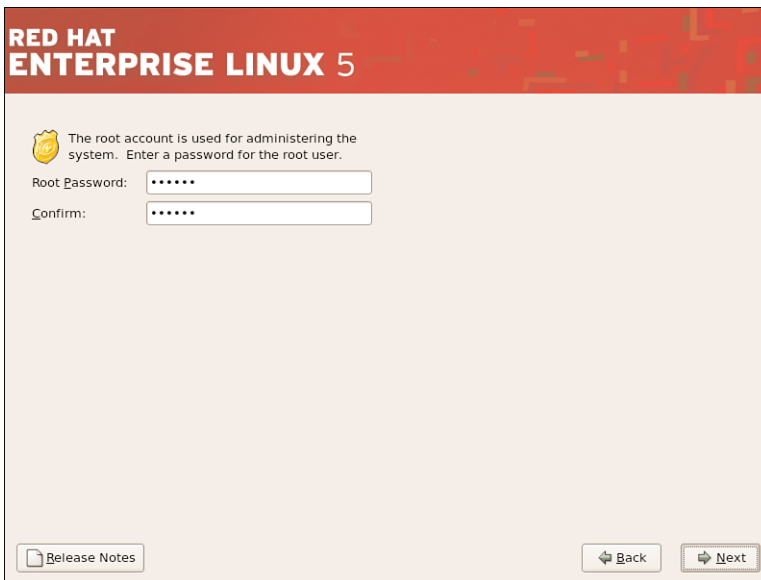 RED HAT
ENTERPRISE LINUX 5
The root account is used for administering the
system.  Enter a password for the root user.
Root Password: ••••••
Confirm: ••••••
Release Notes
Back
Next